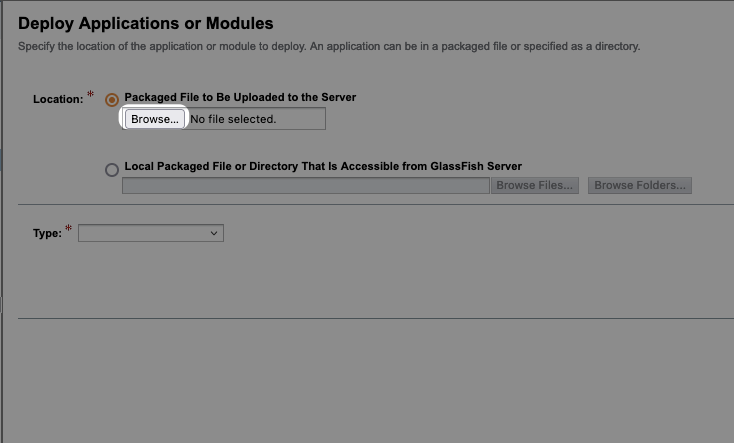 Deploy Applications or Modules
Specify the location of the application or module to deploy. An application can be in a packaged file or specified as a directory.
Location: * Packaged File to Be Uploaded to the Server
Browse... No file selected.
Local Packaged File or Directory That Is Accessible from GlassFish Server
Browse Files... Browse Folders...
Type: *